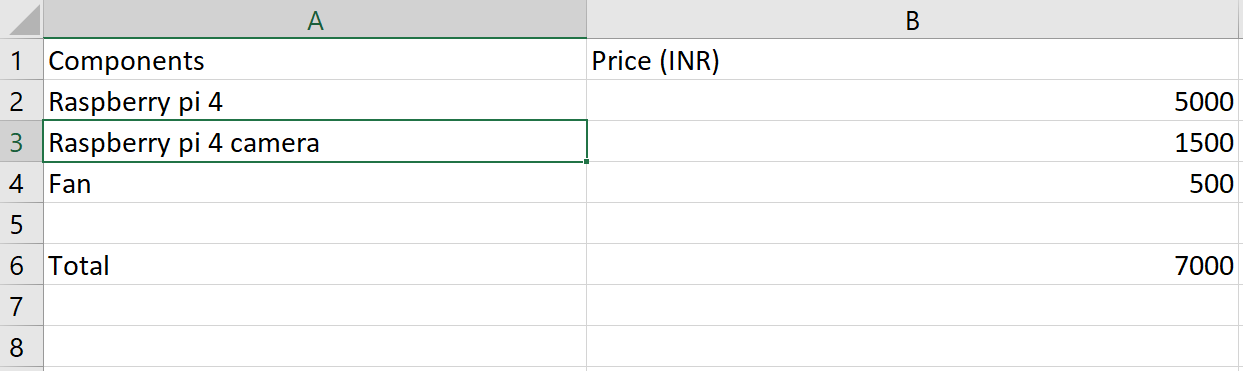 A B
1 Components Price (INR)
2 Raspberry pi 4 5000
3 Raspberry pi 4 camera 1500
4 Fan 500
5
6 Total 7000
7
8